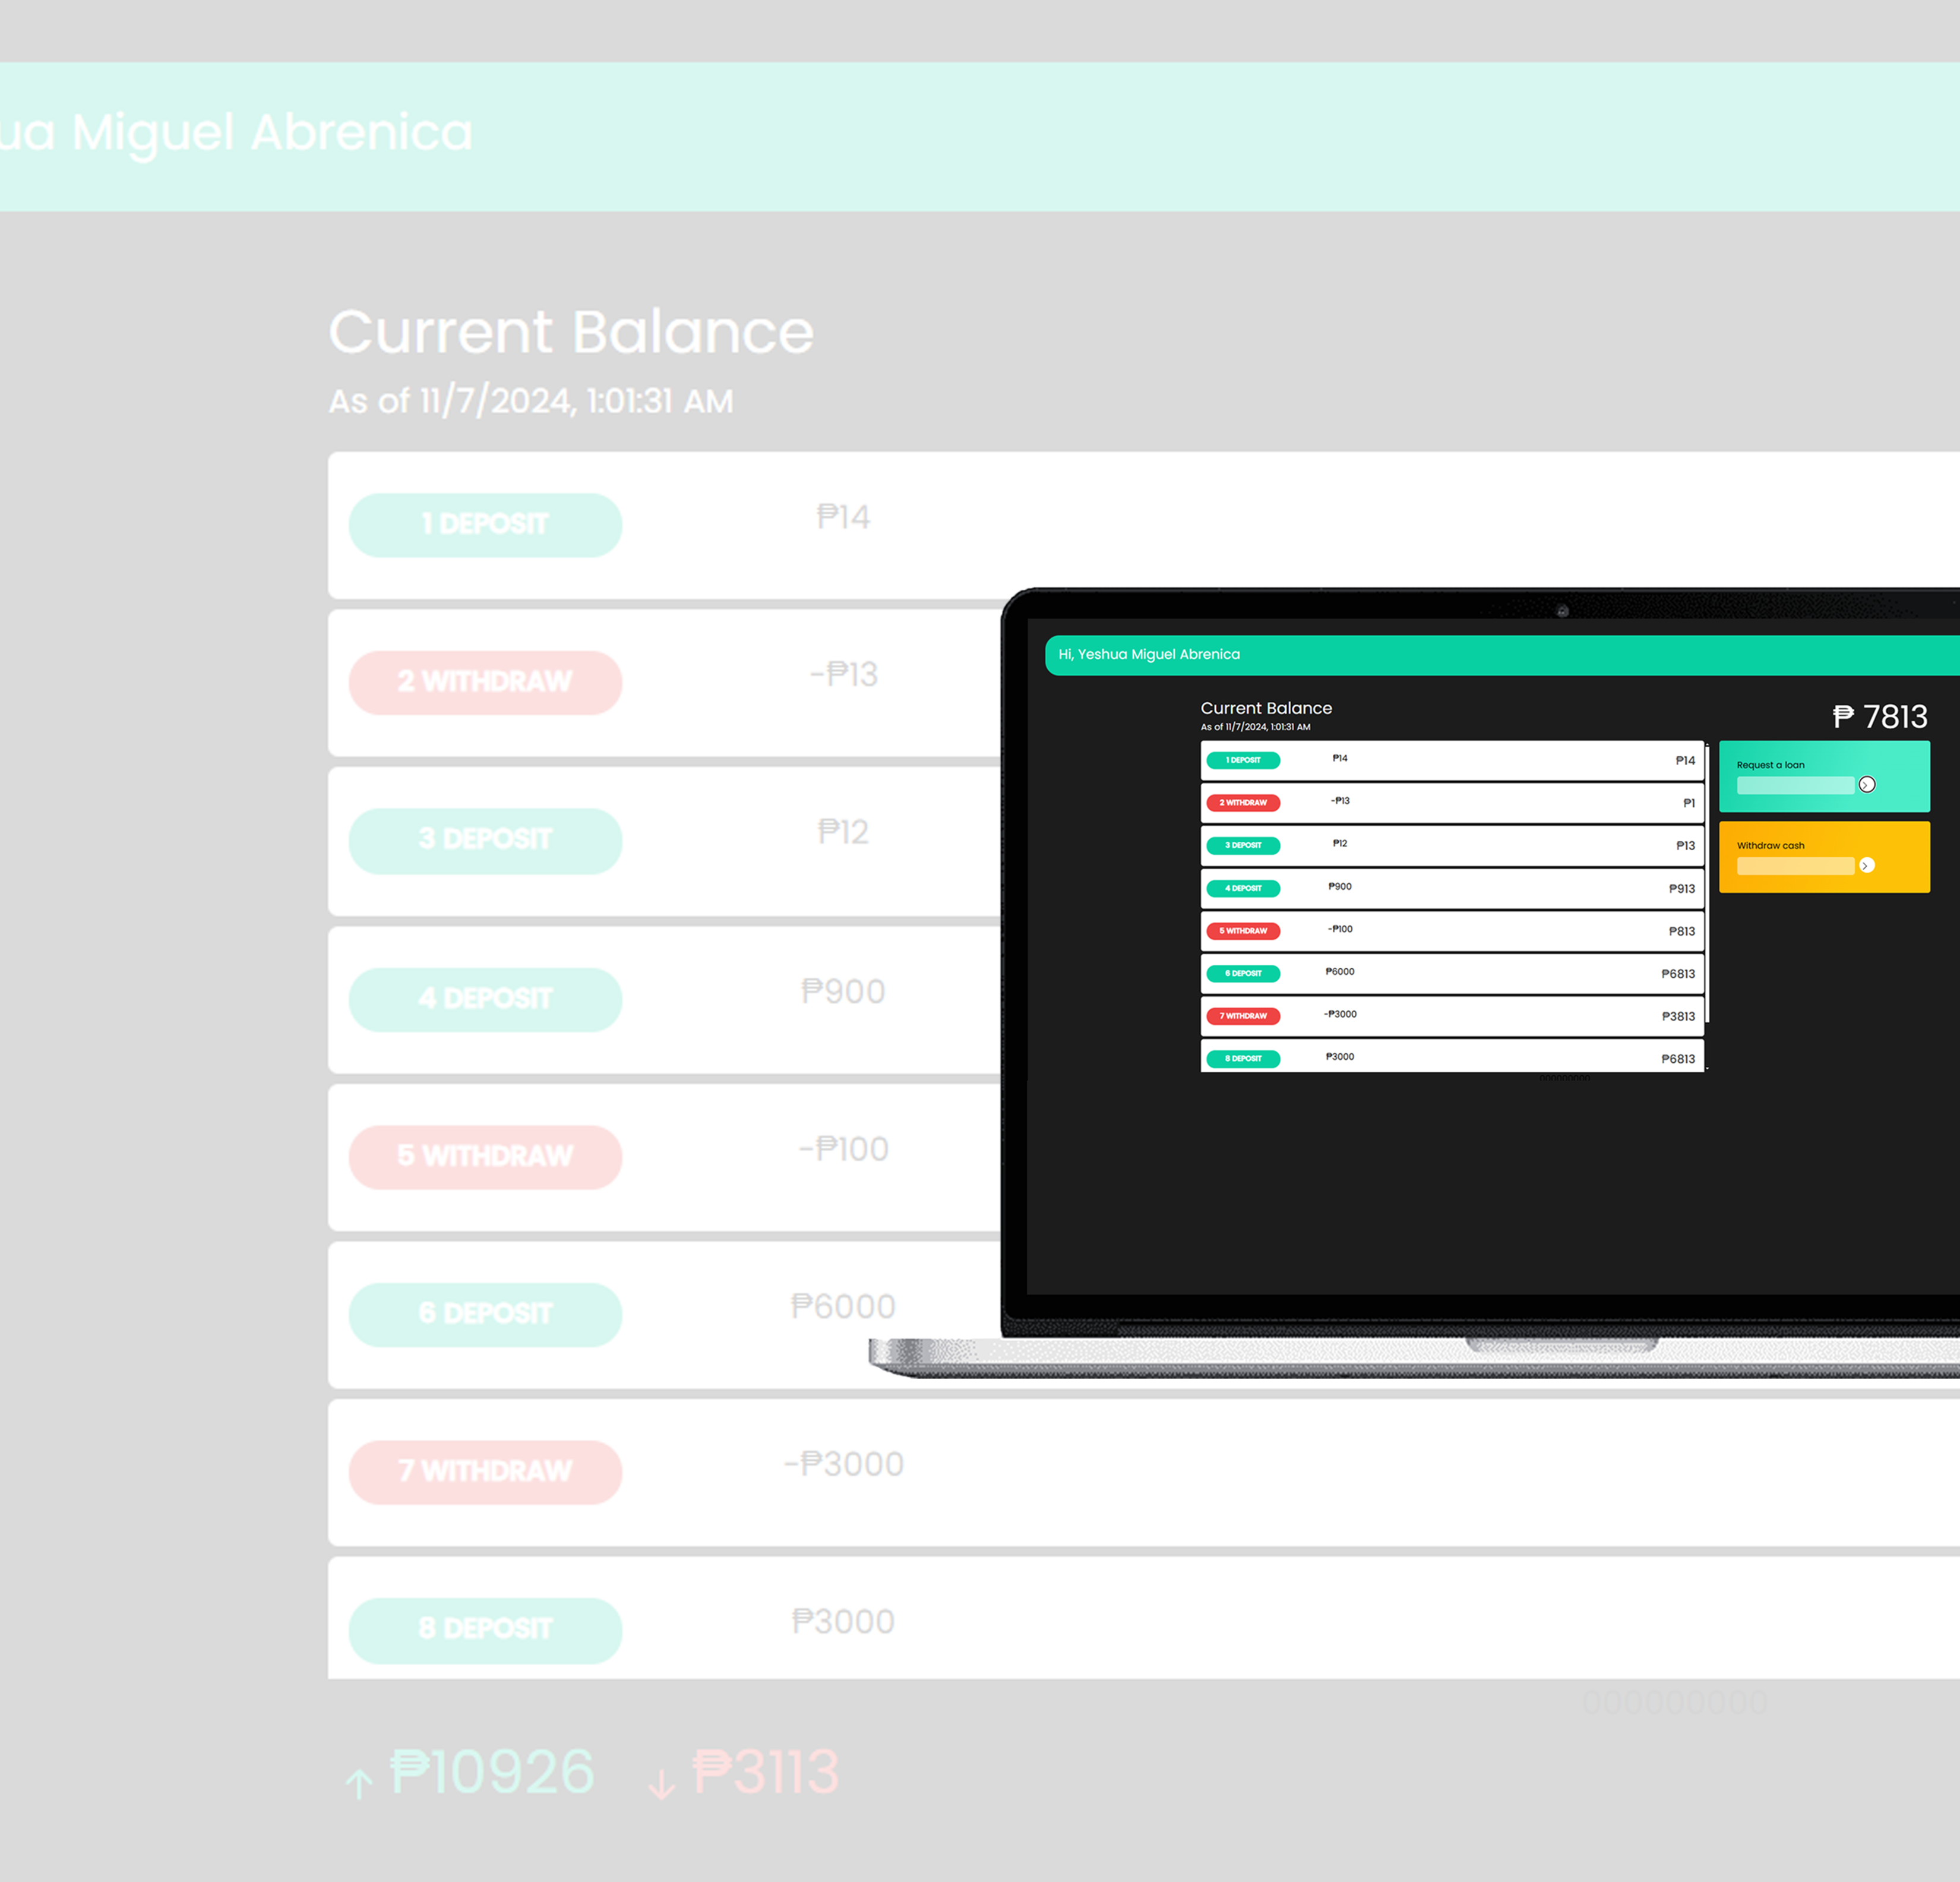 ua Miguel Abrenica
Current Balance
As of 11/7/2024, 1:01:31 AM
1 DEPOSIT ₱14
2 WITHDRAW -₱13
3 DEPOSIT ₱12
4 DEPOSIT ₱900
5 WITHDRAW -₱100
6 DEPOSIT ₱6000
7 WITHDRAW -₱3000
8 DEPOSIT ₱3000
000000000
↑ ₱10926 ↓ ₱3113
Hi, Yeshua Miguel Abrenica
Current Balance
As of 11/7/2024, 1:01:31 AM
₱ 7813
1 DEPOSIT ₱14 ₱14
2 WITHDRAW -₱13 ₱1
3 DEPOSIT ₱12 ₱13
4 DEPOSIT ₱900 ₱913
5 WITHDRAW -₱100 ₱813
6 DEPOSIT ₱6000 ₱6813
7 WITHDRAW -₱3000 ₱3813
8 DEPOSIT ₱3000 ₱6813
000000000
Request a loan
Withdraw cash